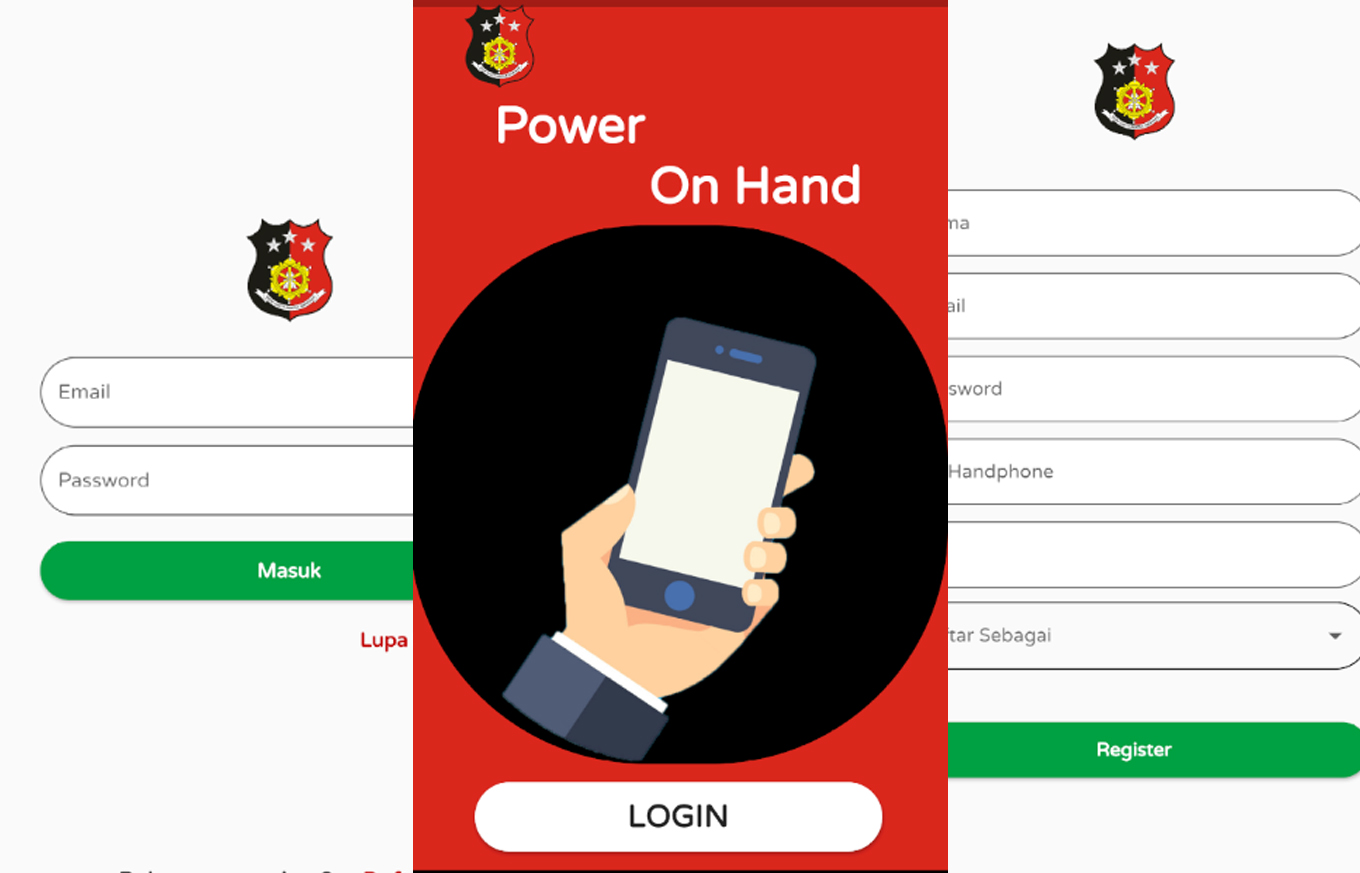 Email
Password
Masuk
Lupa
Power
On Hand
LOGIN
ma
ail
sword
Handphone
tar Sebagai
Register